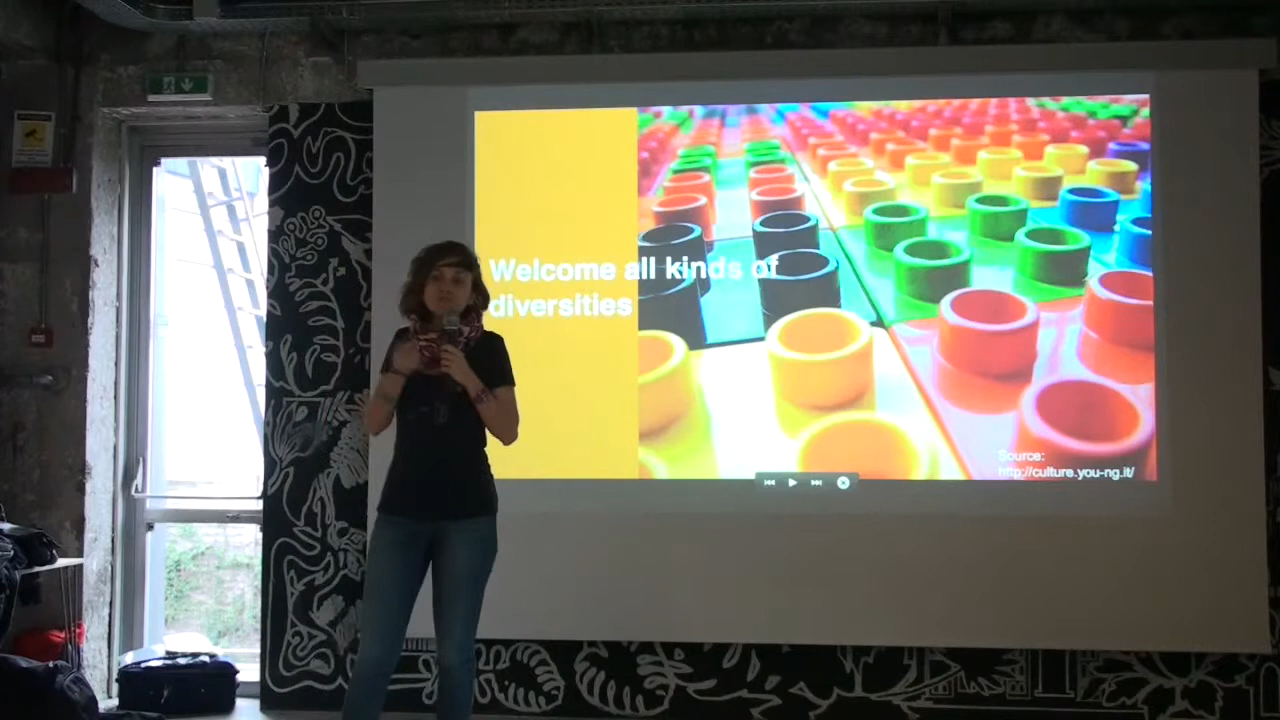 Welcome all kinds of
diversities
Source:
http://culture.you-ng.it/